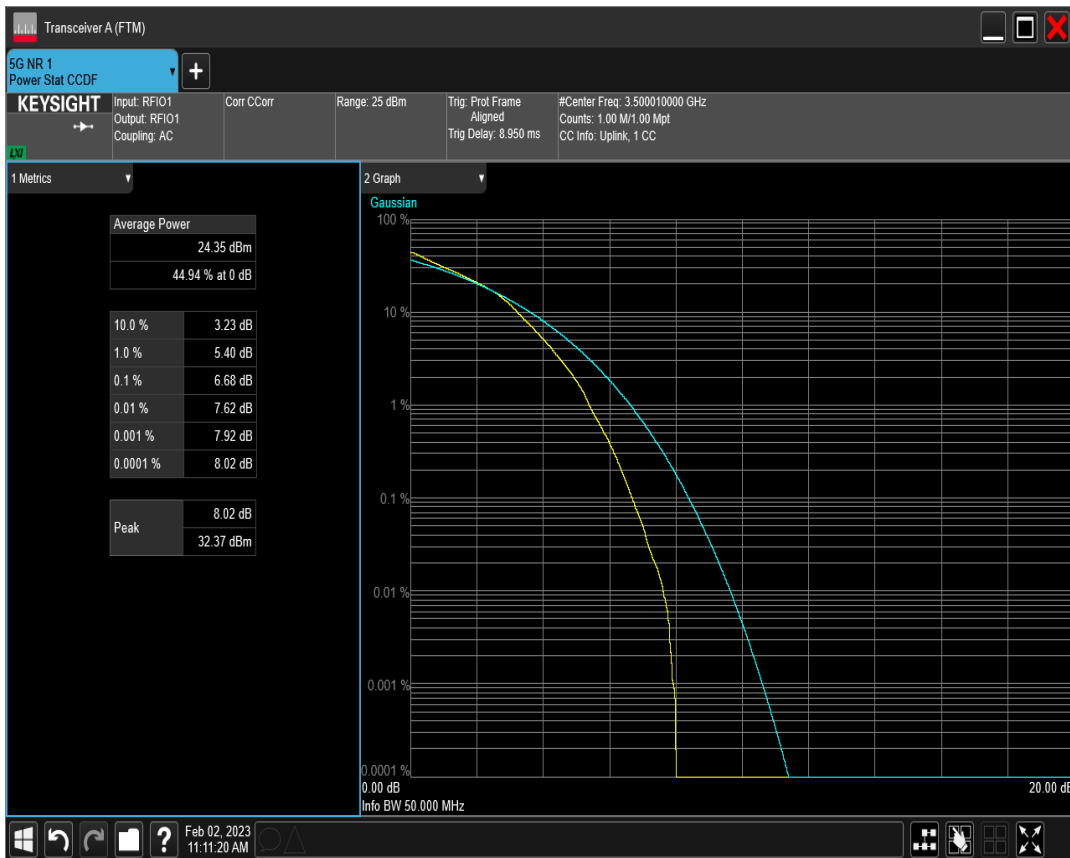 Transceiver A (FTM)
5G NR 1
Power Stat CCDF
+
KEYSIGHT
LXI
Input: RFIO1
Output: RFIO1
Coupling: AC
Corr CCorr
Range: 25 dBm
Trig: Prot Frame
Aligned
Trig Delay: 8.950 ms
#Center Freq: 3.500010000 GHz
Counts: 1.00 M/1.00 Mpt
CC Info: Uplink, 1 CC
1 Metrics
Average Power
24.35 dBm
44.94 % at 0 dB
10.0 % 3.23 dB
1.0 % 5.40 dB
0.1 % 6.68 dB
0.01 % 7.62 dB
0.001 % 7.92 dB
0.0001 % 8.02 dB
Peak
8.02 dB
32.37 dBm
2 Graph
Gaussian
100 %
10 %
1 %
0.1 %
0.01 %
0.001 %
0.0001 %
0.00 dB 20.00 dB
Info BW 50.000 MHz
?
Feb 02, 2023
11:11:20 AM